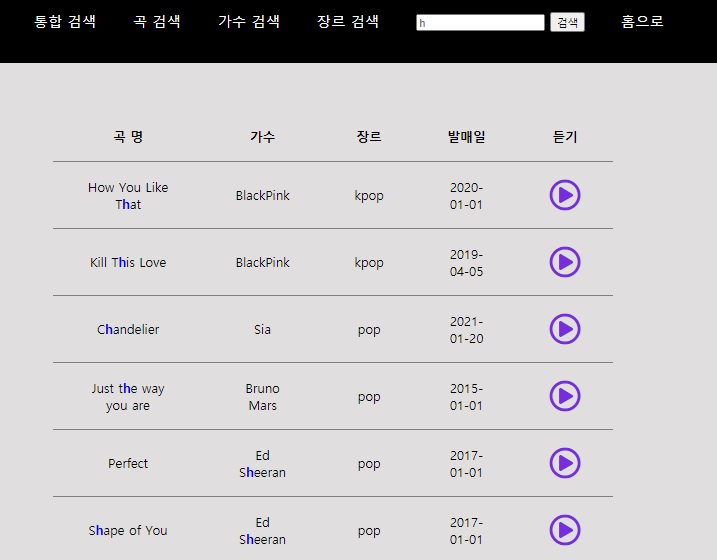 통합 검색 곡 검색 가수 검색 장르 검색 h 검색 홈으로
곡 명 가수 장르 발매일 듣기
How You Like
That
BlackPink
kpop
2020-
01-01
Kill This Love
BlackPink
kpop
2019-
04-05
Chandelier
Sia
pop
2021-
01-20
Just the way
you are
Bruno
Mars
pop
2015-
01-01
Perfect
Ed
Sheeran
pop
2017-
01-01
Shape of You
Ed
Sheeran
pop
2017-
01-01